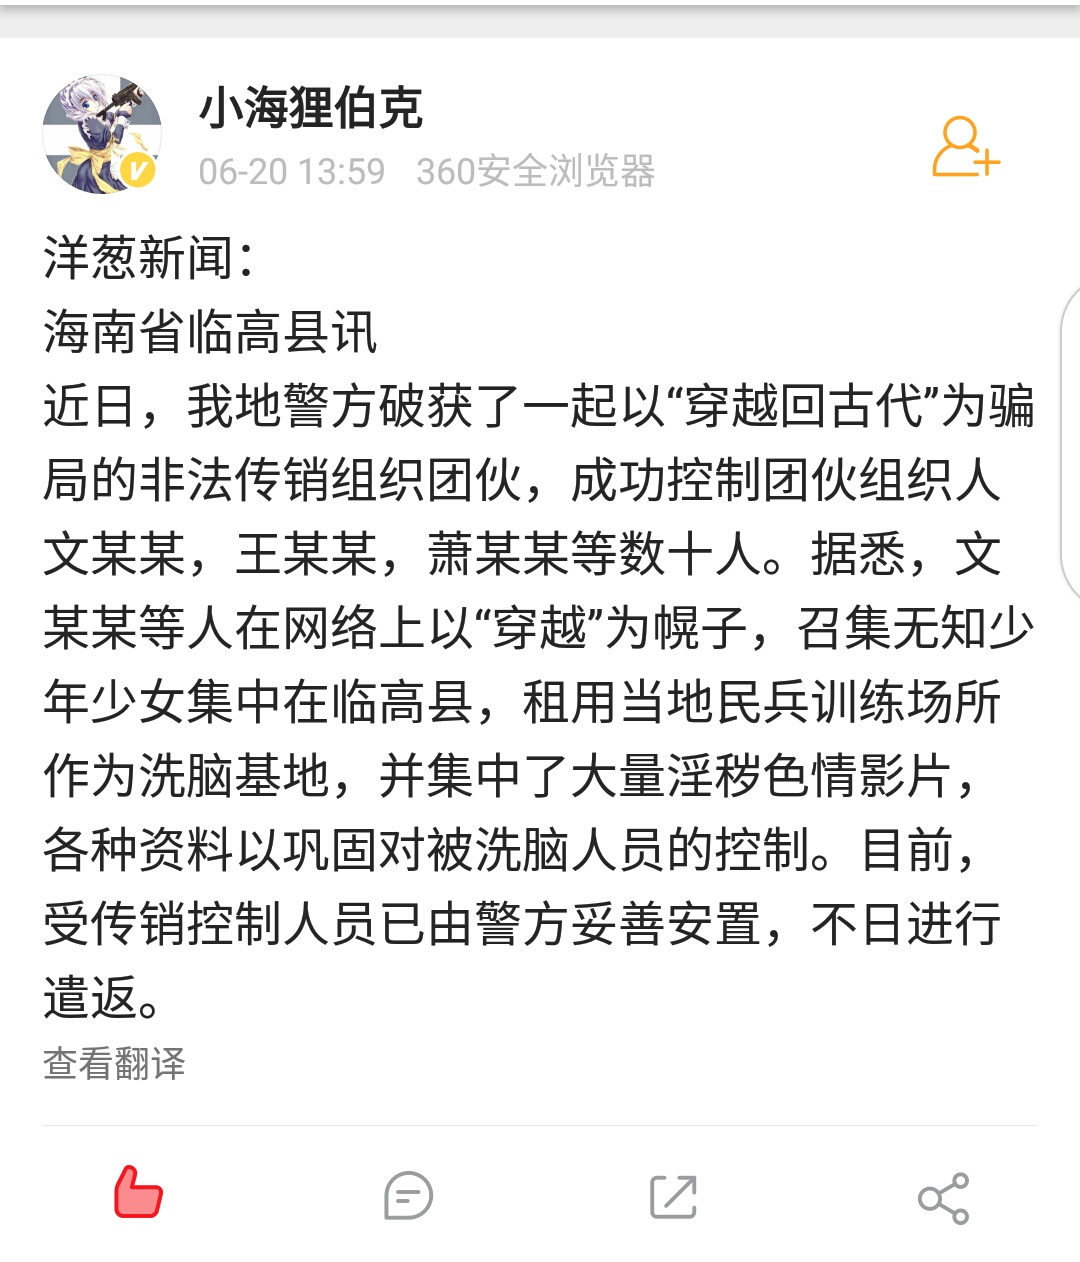 小海狸伯克
06-20 13:59 360安全浏览器
洋葱新闻：
海南省临高县讯
近日，我地警方破获了一起以“穿越回古代”为骗
局的非法传销组织团伙，成功控制团伙组织人
文某某，王某某，萧某某等数十人。据悉，文
某某等人在网络上以“穿越”为幌子，召集无知少
年少女集中在临高县，租用当地民兵训练场所
作为洗脑基地，并集中了大量淫秽色情影片，
各种资料以巩固对被洗脑人员的控制。目前，
受传销控制人员已由警方妥善安置，不日进行
遣返。
查看翻译